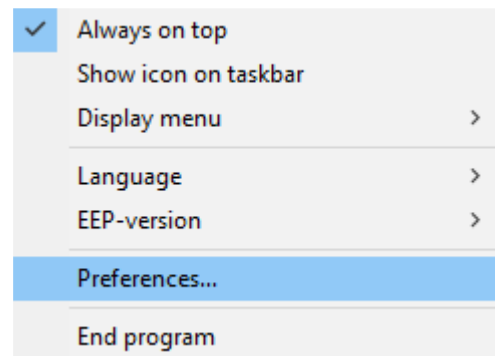 Always on top
Show icon on taskbar
Display menu
Language
EEP-version
Preferences...
End program